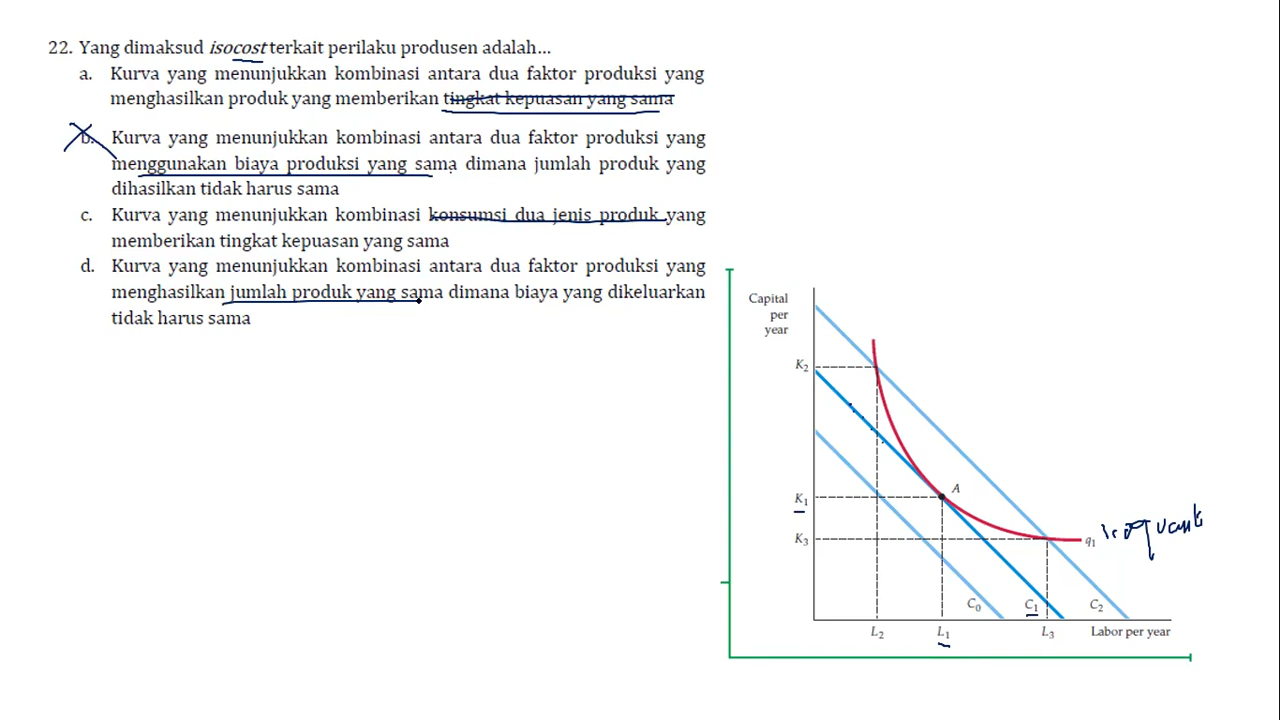 22. Yang dimaksud isocost terkait perilaku produsen adalah...
a. Kurva yang menunjukkan kombinasi antara dua faktor produksi yang
menghasilkan produk yang memberikan tingkat kepuasan yang sama
b. Kurva yang menunjukkan kombinasi antara dua faktor produksi yang
menggunakan biaya produksi yang sama dimana jumlah produk yang
dihasilkan tidak harus sama
c. Kurva yang menunjukkan kombinasi konsumsi dua jenis produk yang
memberikan tingkat kepuasan yang sama
d. Kurva yang menunjukkan kombinasi antara dua faktor produksi yang
menghasilkan jumlah produk yang sama dimana biaya yang dikeluarkan
tidak harus sama
Capital
per
year
K2
A
K1
K3
q1 isoquant
C0 C1 C2
L2 L1 L3 Labor per year